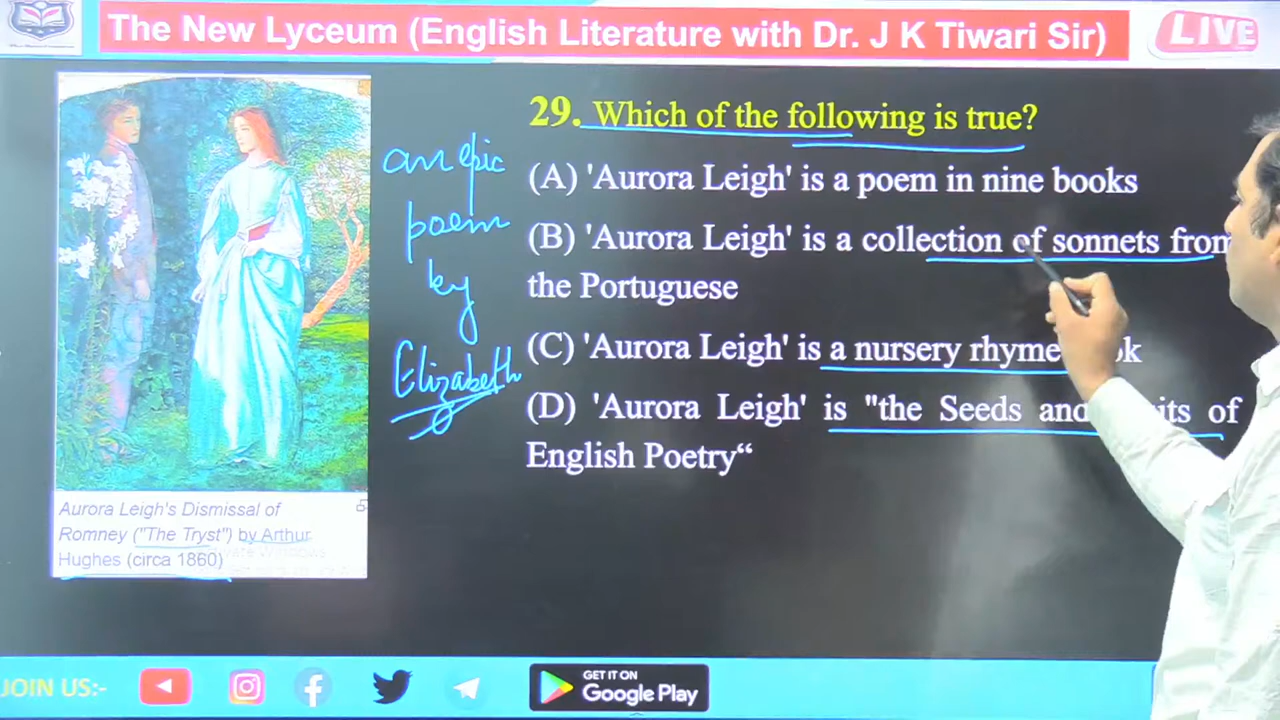 The New Lyceum (English Literature with Dr. J K Tiwari Sir)
LIVE
29. Which of the following is true?
an epic
poem
by
Elizabeth
(A) 'Aurora Leigh' is a poem in nine books
(B) 'Aurora Leigh' is a collection of sonnets from
the Portuguese
(C) 'Aurora Leigh' is a nursery rhyme
(D) 'Aurora Leigh' is "the Seeds and of
English Poetry“
Aurora Leigh's Dismissal of
Romney ("The Tryst") by Arthur
Hughes (circa 1860)
JOIN US:-
GET IT ON
Google Play